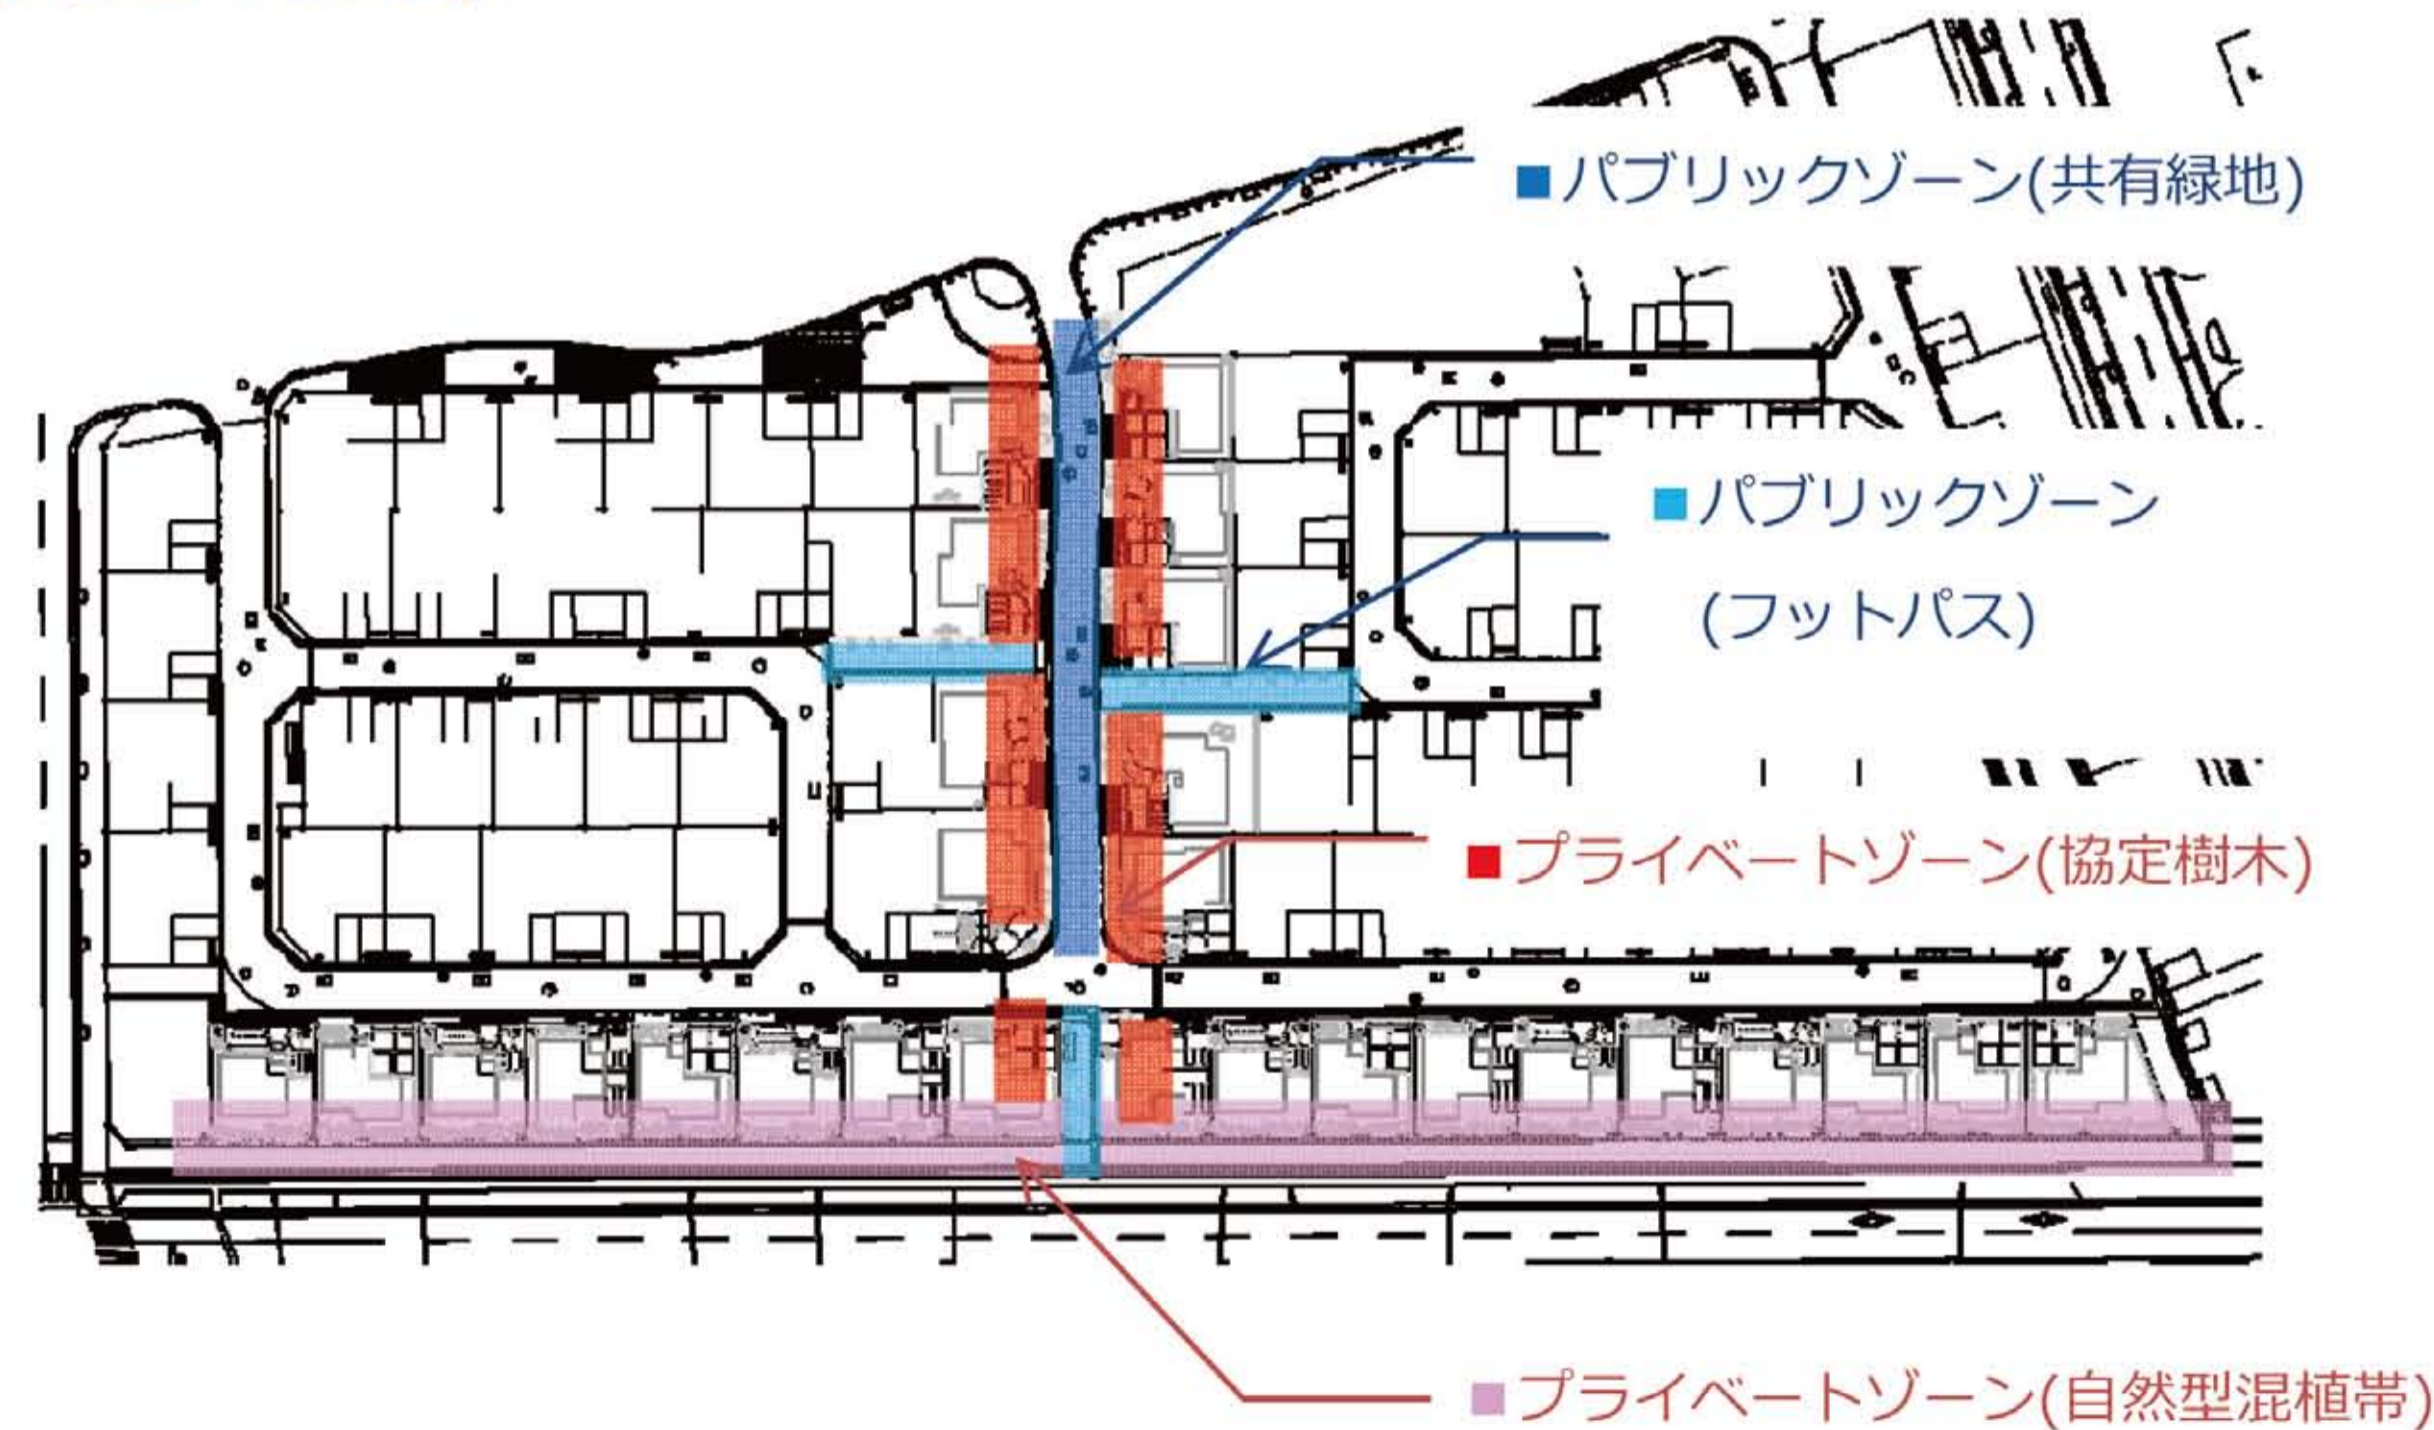 ■パブリックゾーン(共有緑地)
■パブリックゾーン
(フットパス)
■プライベートゾーン(協定樹木)
■プライベートゾーン(自然型混植帯)